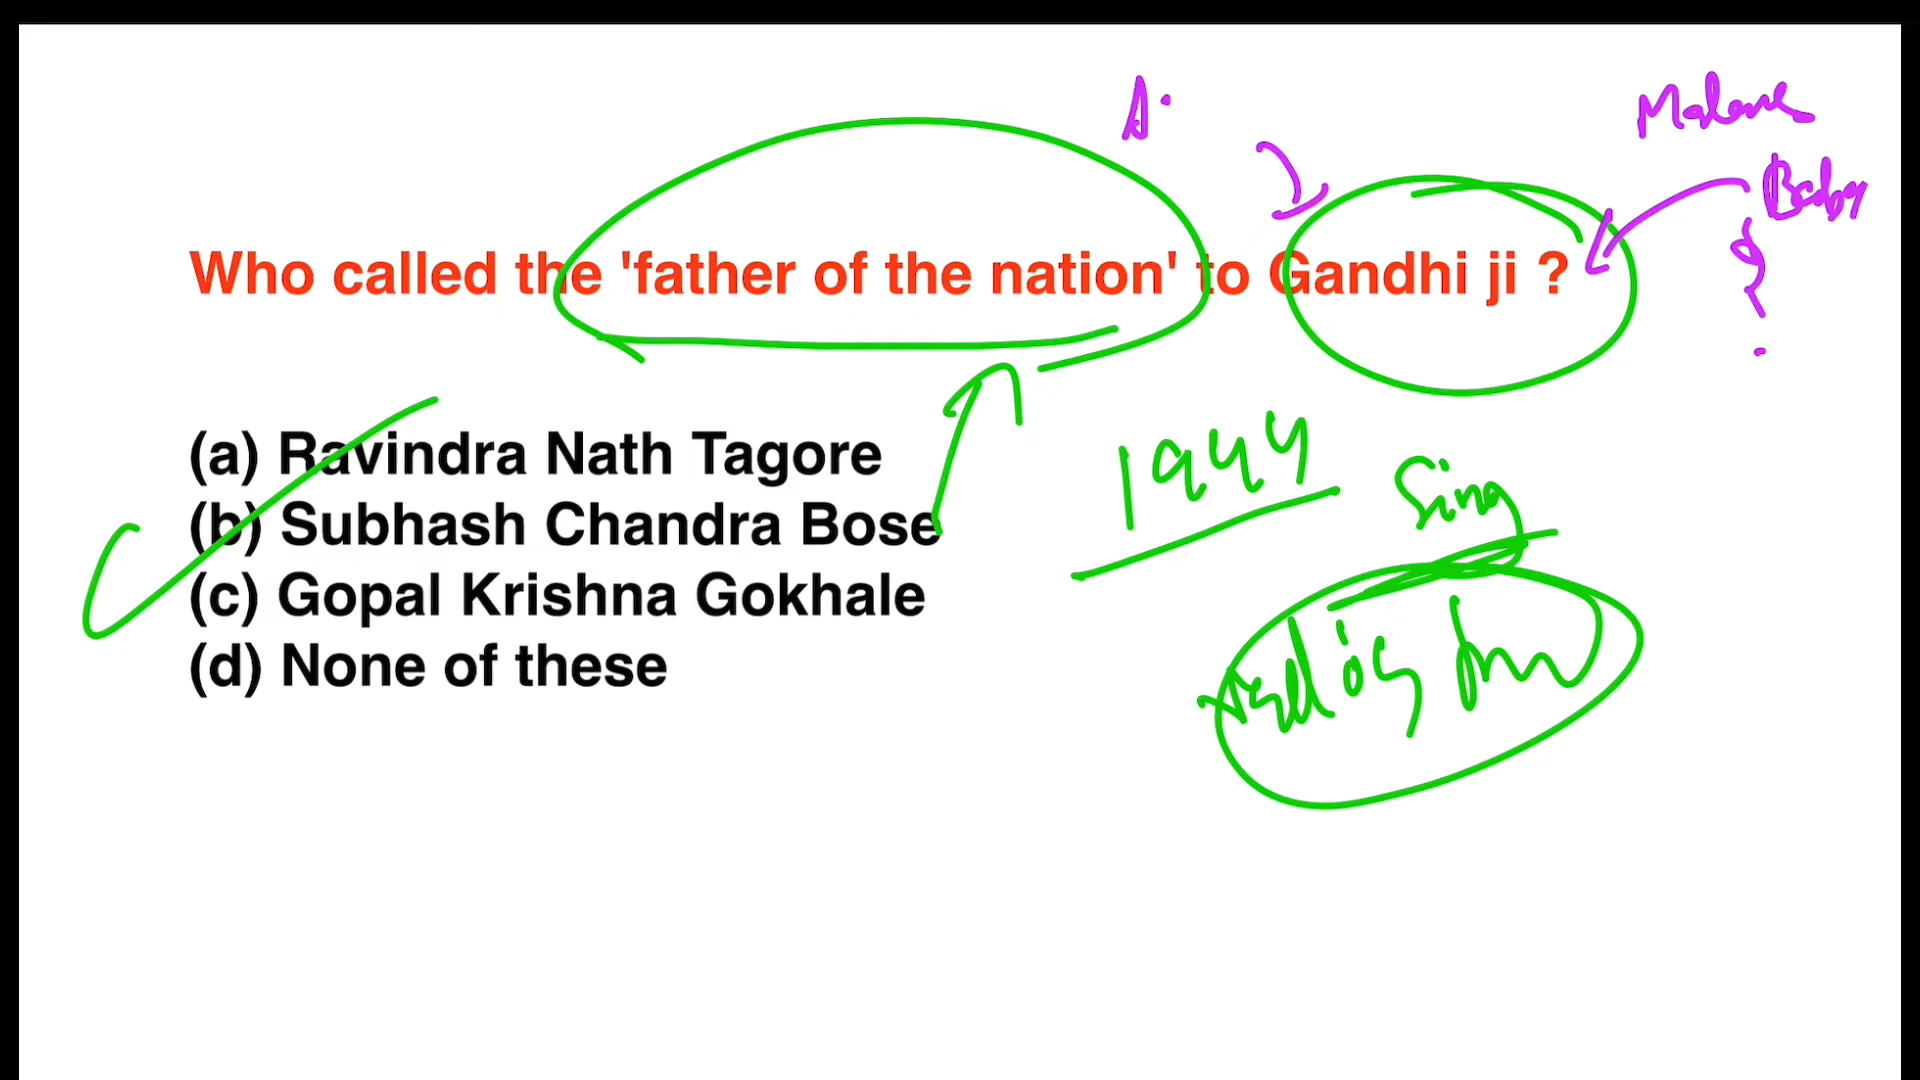 Who called the 'father of the nation' to Gandhi ji ?
(a) Ravindra Nath Tagore
(b) Subhash Chandra Bose
(c) Gopal Krishna Gokhale
(d) None of these
1944
Sing